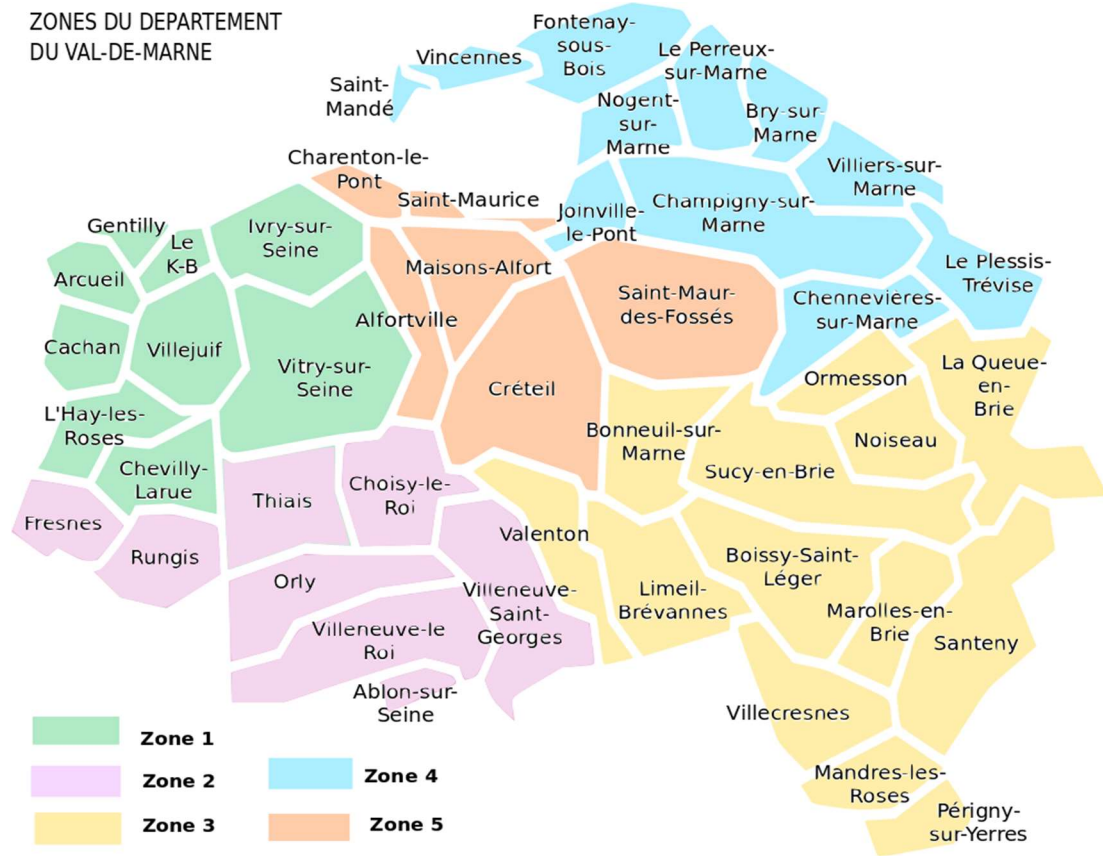 ZONES DU DEPARTEMENT
DU VAL-DE-MARNE
Fontenay-
sous-
Bois
Vincennes
Le Perreux-
sur-Marne
Saint-
Mandé
Nogent-
sur-
Marne
Bry-sur-
Marne
Villiers-sur-
Marne
Charenton-le-
Pont
Saint-Maurice
Joinville-
le-Pont
Champigny-sur-
Marne
Gentilly
Le
K-B
Ivry-sur-
Seine
Arcueil
Maisons-Alfort
Le Plessis-
Trévise
Saint-Maur-
des-Fossés
Chennevières-
sur-Marne
Alfortville
Cachan
Villejuif
Vitry-sur-
Seine
Créteil
Ormesson
La Queue-
en-
Brie
L'Hay-les-
Roses
Bonneuil-sur-
Marne
Noiseau
Sucy-en-Brie
Chevilly-
Larue
Thiais
Choisy-le-
Roi
Fresnes
Valenton
Rungis
Boissy-Saint-
Léger
Orly
Villeneuve-
Saint-
Georges
Limeil-
Brévannes
Marolles-en-
Brie
Villeneuve-le
Roi
Santeny
Ablon-sur-
Seine
Villecresnes
Mandres-les-
Roses
Périgny-
sur-Yerres
Zone 1
Zone 2
Zone 3
Zone 4
Zone 5